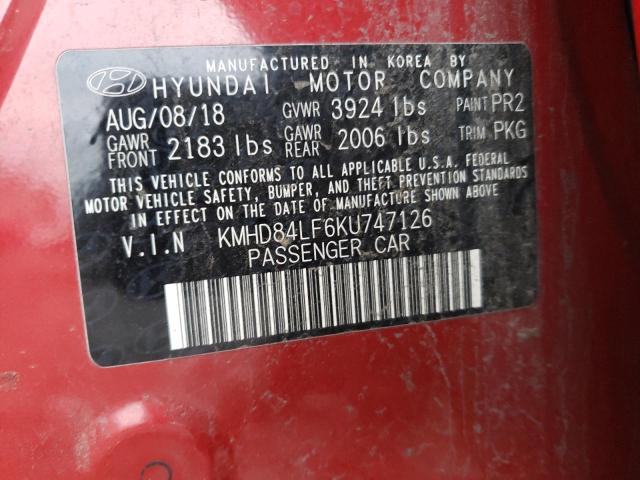 MANUFACTURED IN KOREA BY
HYUNDAI MOTOR COMPANY
AUG/08/18 GVWR 3924 lbs PAINT PR2
GAWR FRONT 2183 lbs GAWR REAR 2006 lbs TRIM PKG
THIS VEHICLE CONFORMS TO ALL APPLICABLE U.S.A. FEDERAL
MOTOR VEHICLE SAFETY, BUMPER, AND THEFT PREVENTION STANDARDS
IN EFFECT ON THE DATE OF MANUFACTURE SHOWN ABOVE
V.I.N KMHD84LF6KU747126
PASSENGER CAR